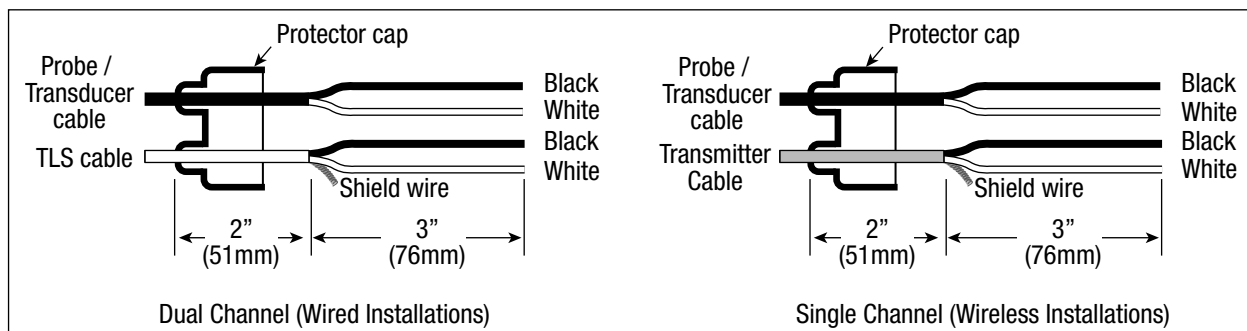 Protector cap
Probe /
Transducer
cable
Black
White
TLS cable
Black
White
Shield wire
2”
(51mm)
3”
(76mm)
Dual Channel (Wired Installations)
Protector cap
Probe /
Transducer
cable
Black
White
Transmitter
Cable
Black
White
Shield wire
2”
(51mm)
3”
(76mm)
Single Channel (Wireless Installations)